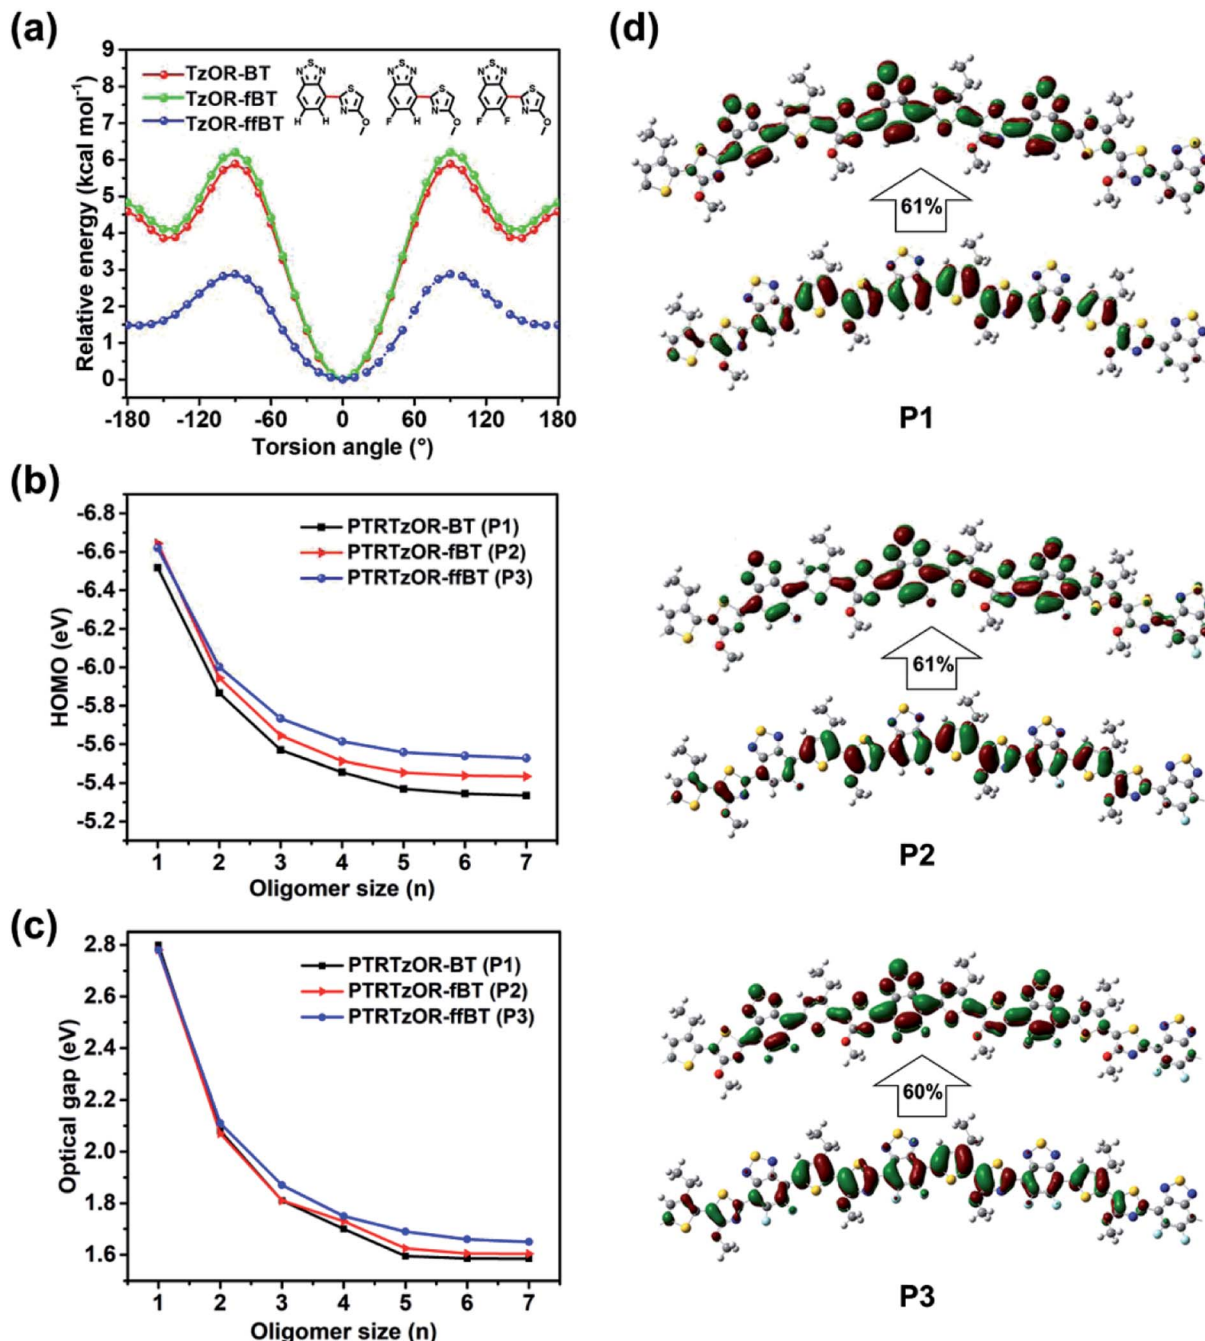 (a)
9
8
7
6
5
4
3
2
1
0
Relative energy (kcal mol⁻¹)
TzOR-BT
TzOR-fBT
TzOR-ffBT
S
N N
S
N
H H O
S
N N
S
N
F H O
S
N N
S
N
F F O
-180 -120 -60 0 60 120 180
Torsion angle (°)
(b)
-6.8
-6.6
-6.4
-6.2
-6.0
-5.8
-5.6
-5.4
-5.2
HOMO (eV)
PTRTzOR-BT (P1)
PTRTzOR-fBT (P2)
PTRTzOR-ffBT (P3)
1 2 3 4 5 6 7
Oligomer size (n)
(c)
2.8
2.6
2.4
2.2
2.0
1.8
1.6
Optical gap (eV)
PTRTzOR-BT (P1)
PTRTzOR-fBT (P2)
PTRTzOR-ffBT (P3)
1 2 3 4 5 6 7
Oligomer size (n)
(d)
61%
P1
61%
P2
60%
P3